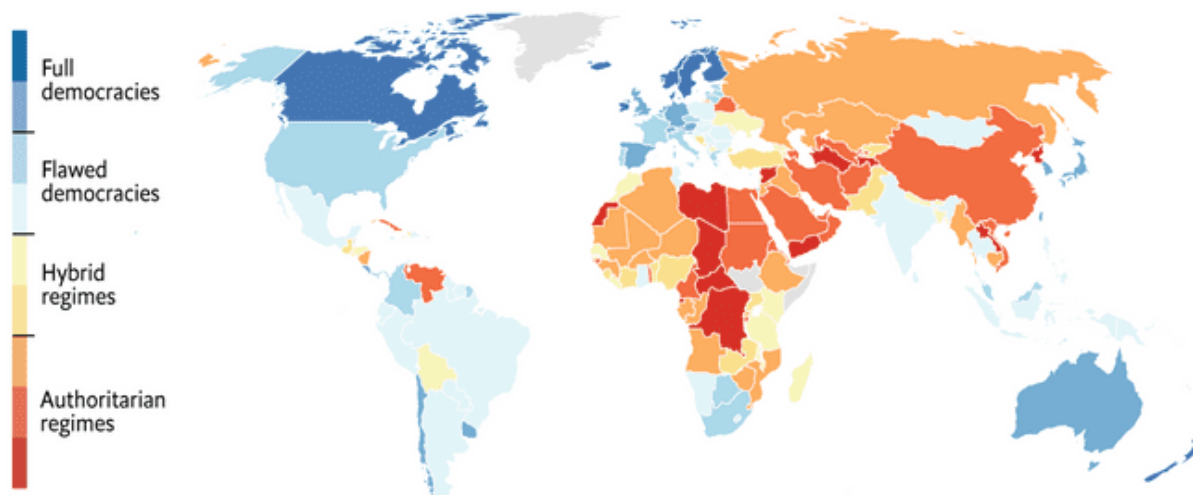 Full
democracies
Flawed
democracies
Hybrid
regimes
Authoritarian
regimes